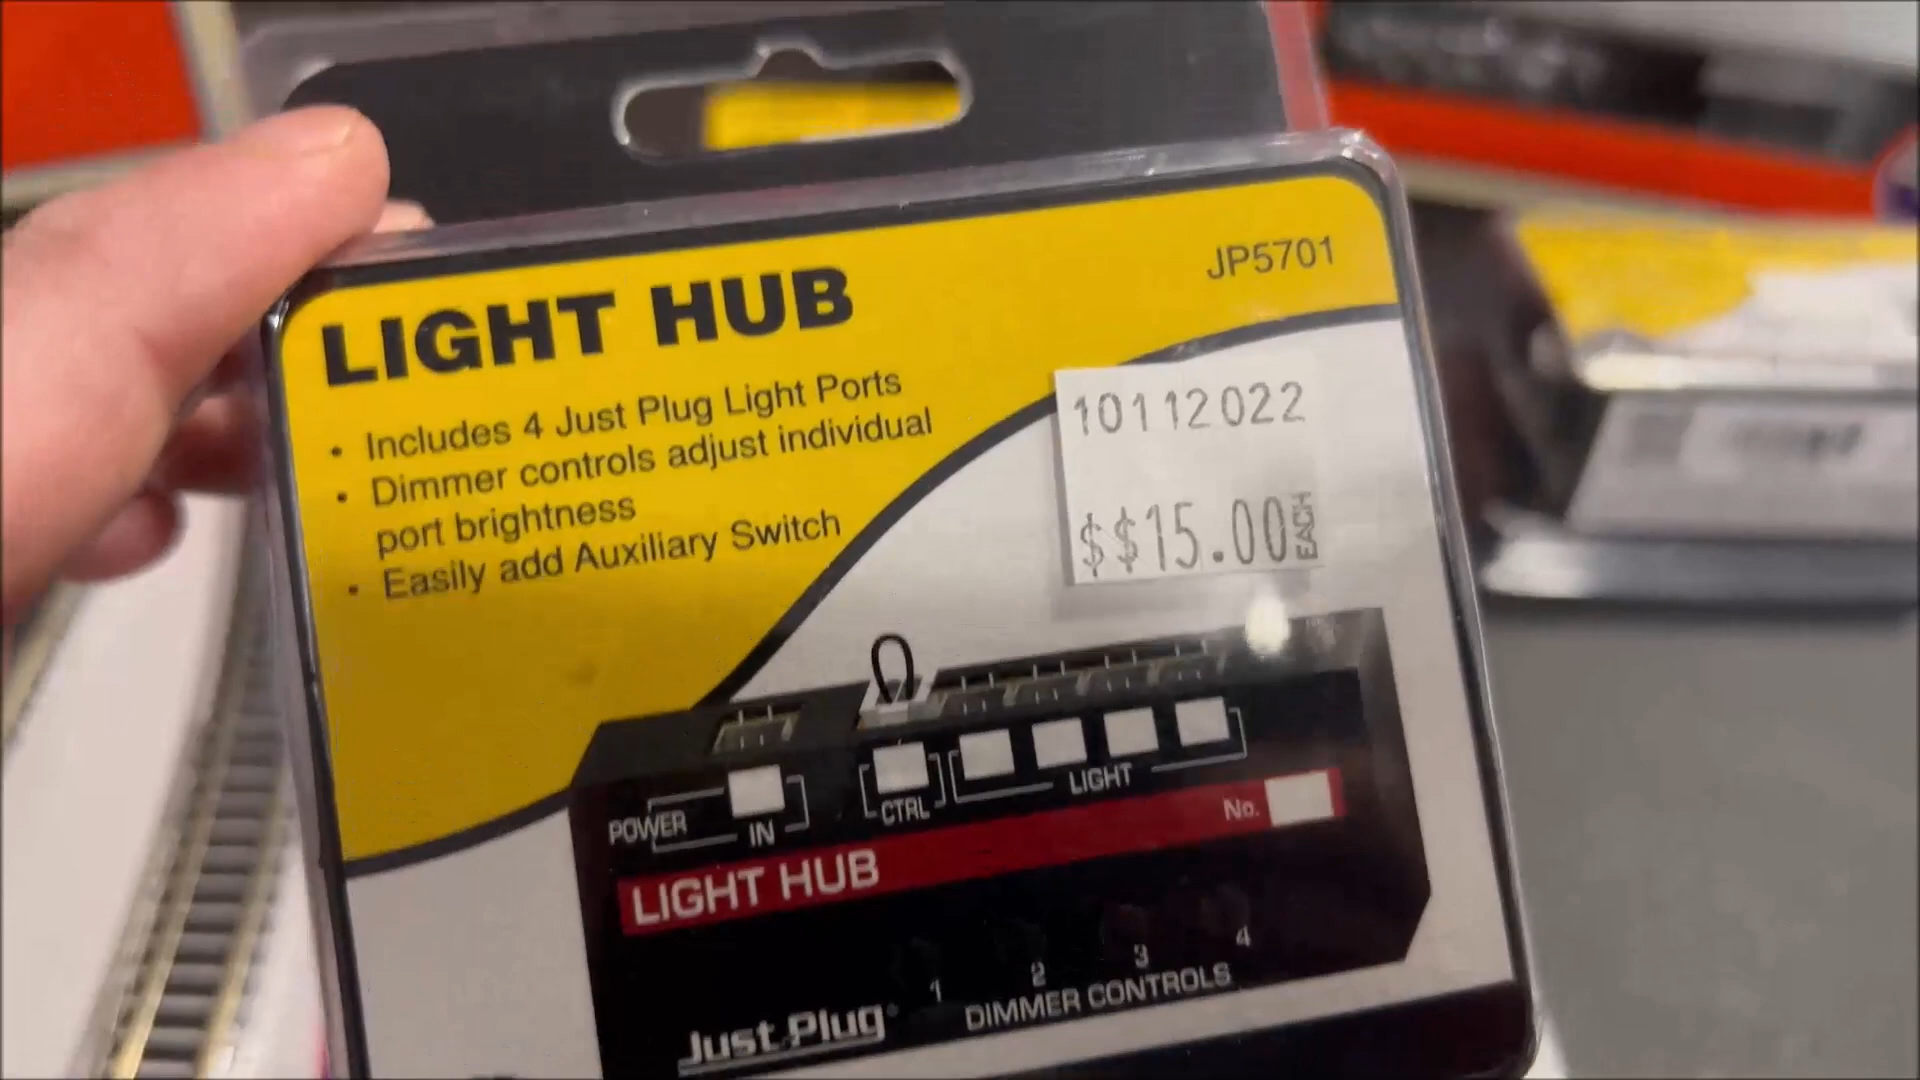 LIGHT HUB
JP5701
• Includes 4 Just Plug Light Ports
• Dimmer controls adjust individual
port brightness
• Easily add Auxiliary Switch
10112022
$$15.00 EACH
POWER IN
CTRL
LIGHT
No.
LIGHT HUB
1 2 3 4
DIMMER CONTROLS
Just Plug®